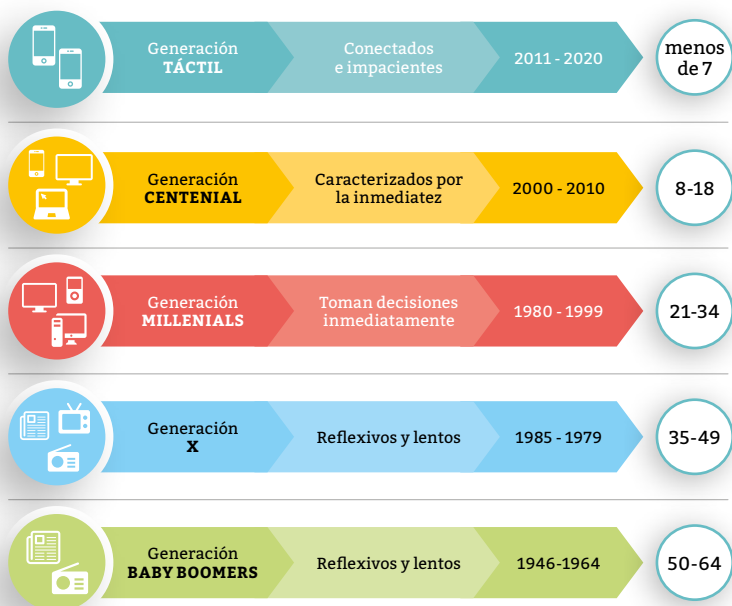 Generación
TÁCTIL
Conectados
e impacientes
2011 - 2020
menos
de 7
Generación
CENTENIAL
Caracterizados por
la inmediatez
2000 - 2010
8-18
Generación
MILLENIALS
Toman decisiones
inmediatamente
1980 - 1999
21-34
Generación
X
Reflexivos y lentos
1985 - 1979
35-49
Generación
BABY BOOMERS
Reflexivos y lentos
1946-1964
50-64